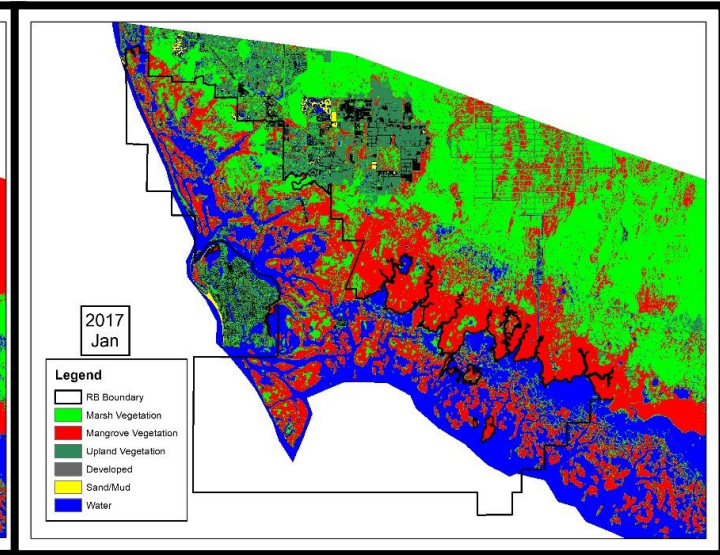 2017
Jan
Legend
RB Boundary
Marsh Vegetation
Mangrove Vegetation
Upland Vegetation
Developed
Sand/Mud
Water